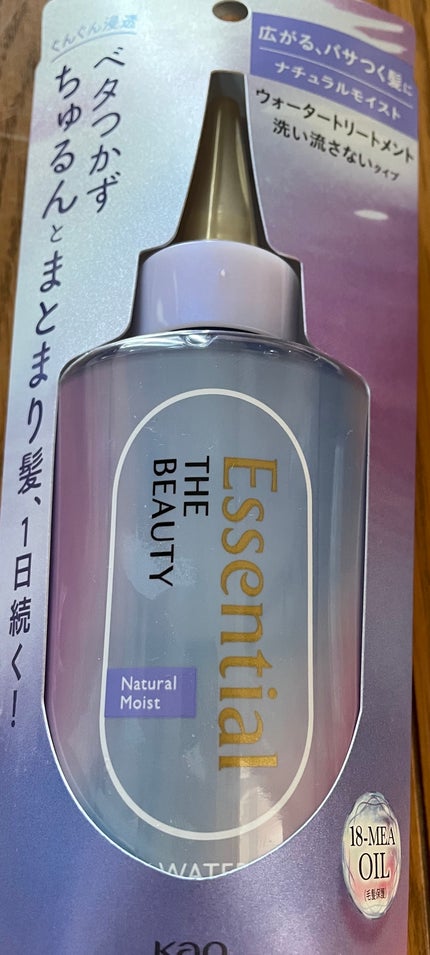 ぐんぐん浸透
ベタつかず
ちゅるんとまとまり髪、1日続く!
広がる、パサつく髪に
ナチュラルモイスト
ウォータートリートメント
洗い流さないタイプ
Essential
THE
BEAUTY
Natural
Moist
WATE
18-MEA
OIL
(毛髪保護)
Kao